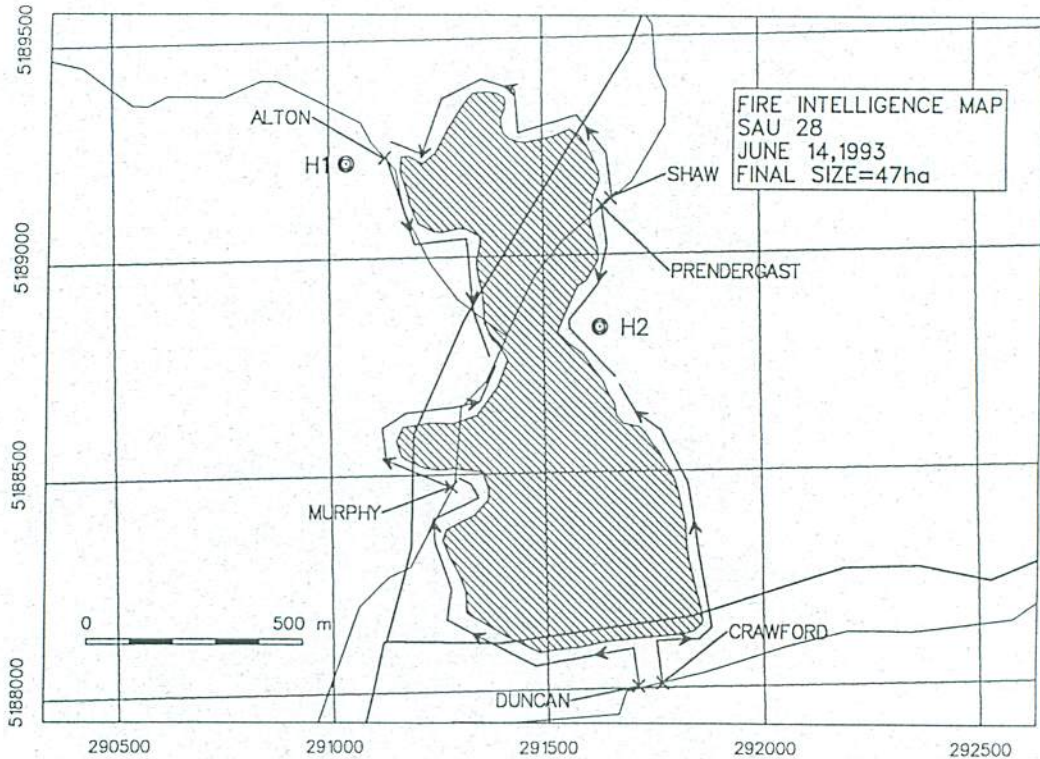 5189500
ALTON
H1
FIRE INTELLIGENCE MAP
SAU 28
JUNE 14,1993
FINAL SIZE=47ha
SHAW
PRENDERGAST
5189000
H2
5188500
MURPHY
0 500 m
CRAWFORD
DUNCAN
5188000
290500 291000 291500 292000 292500